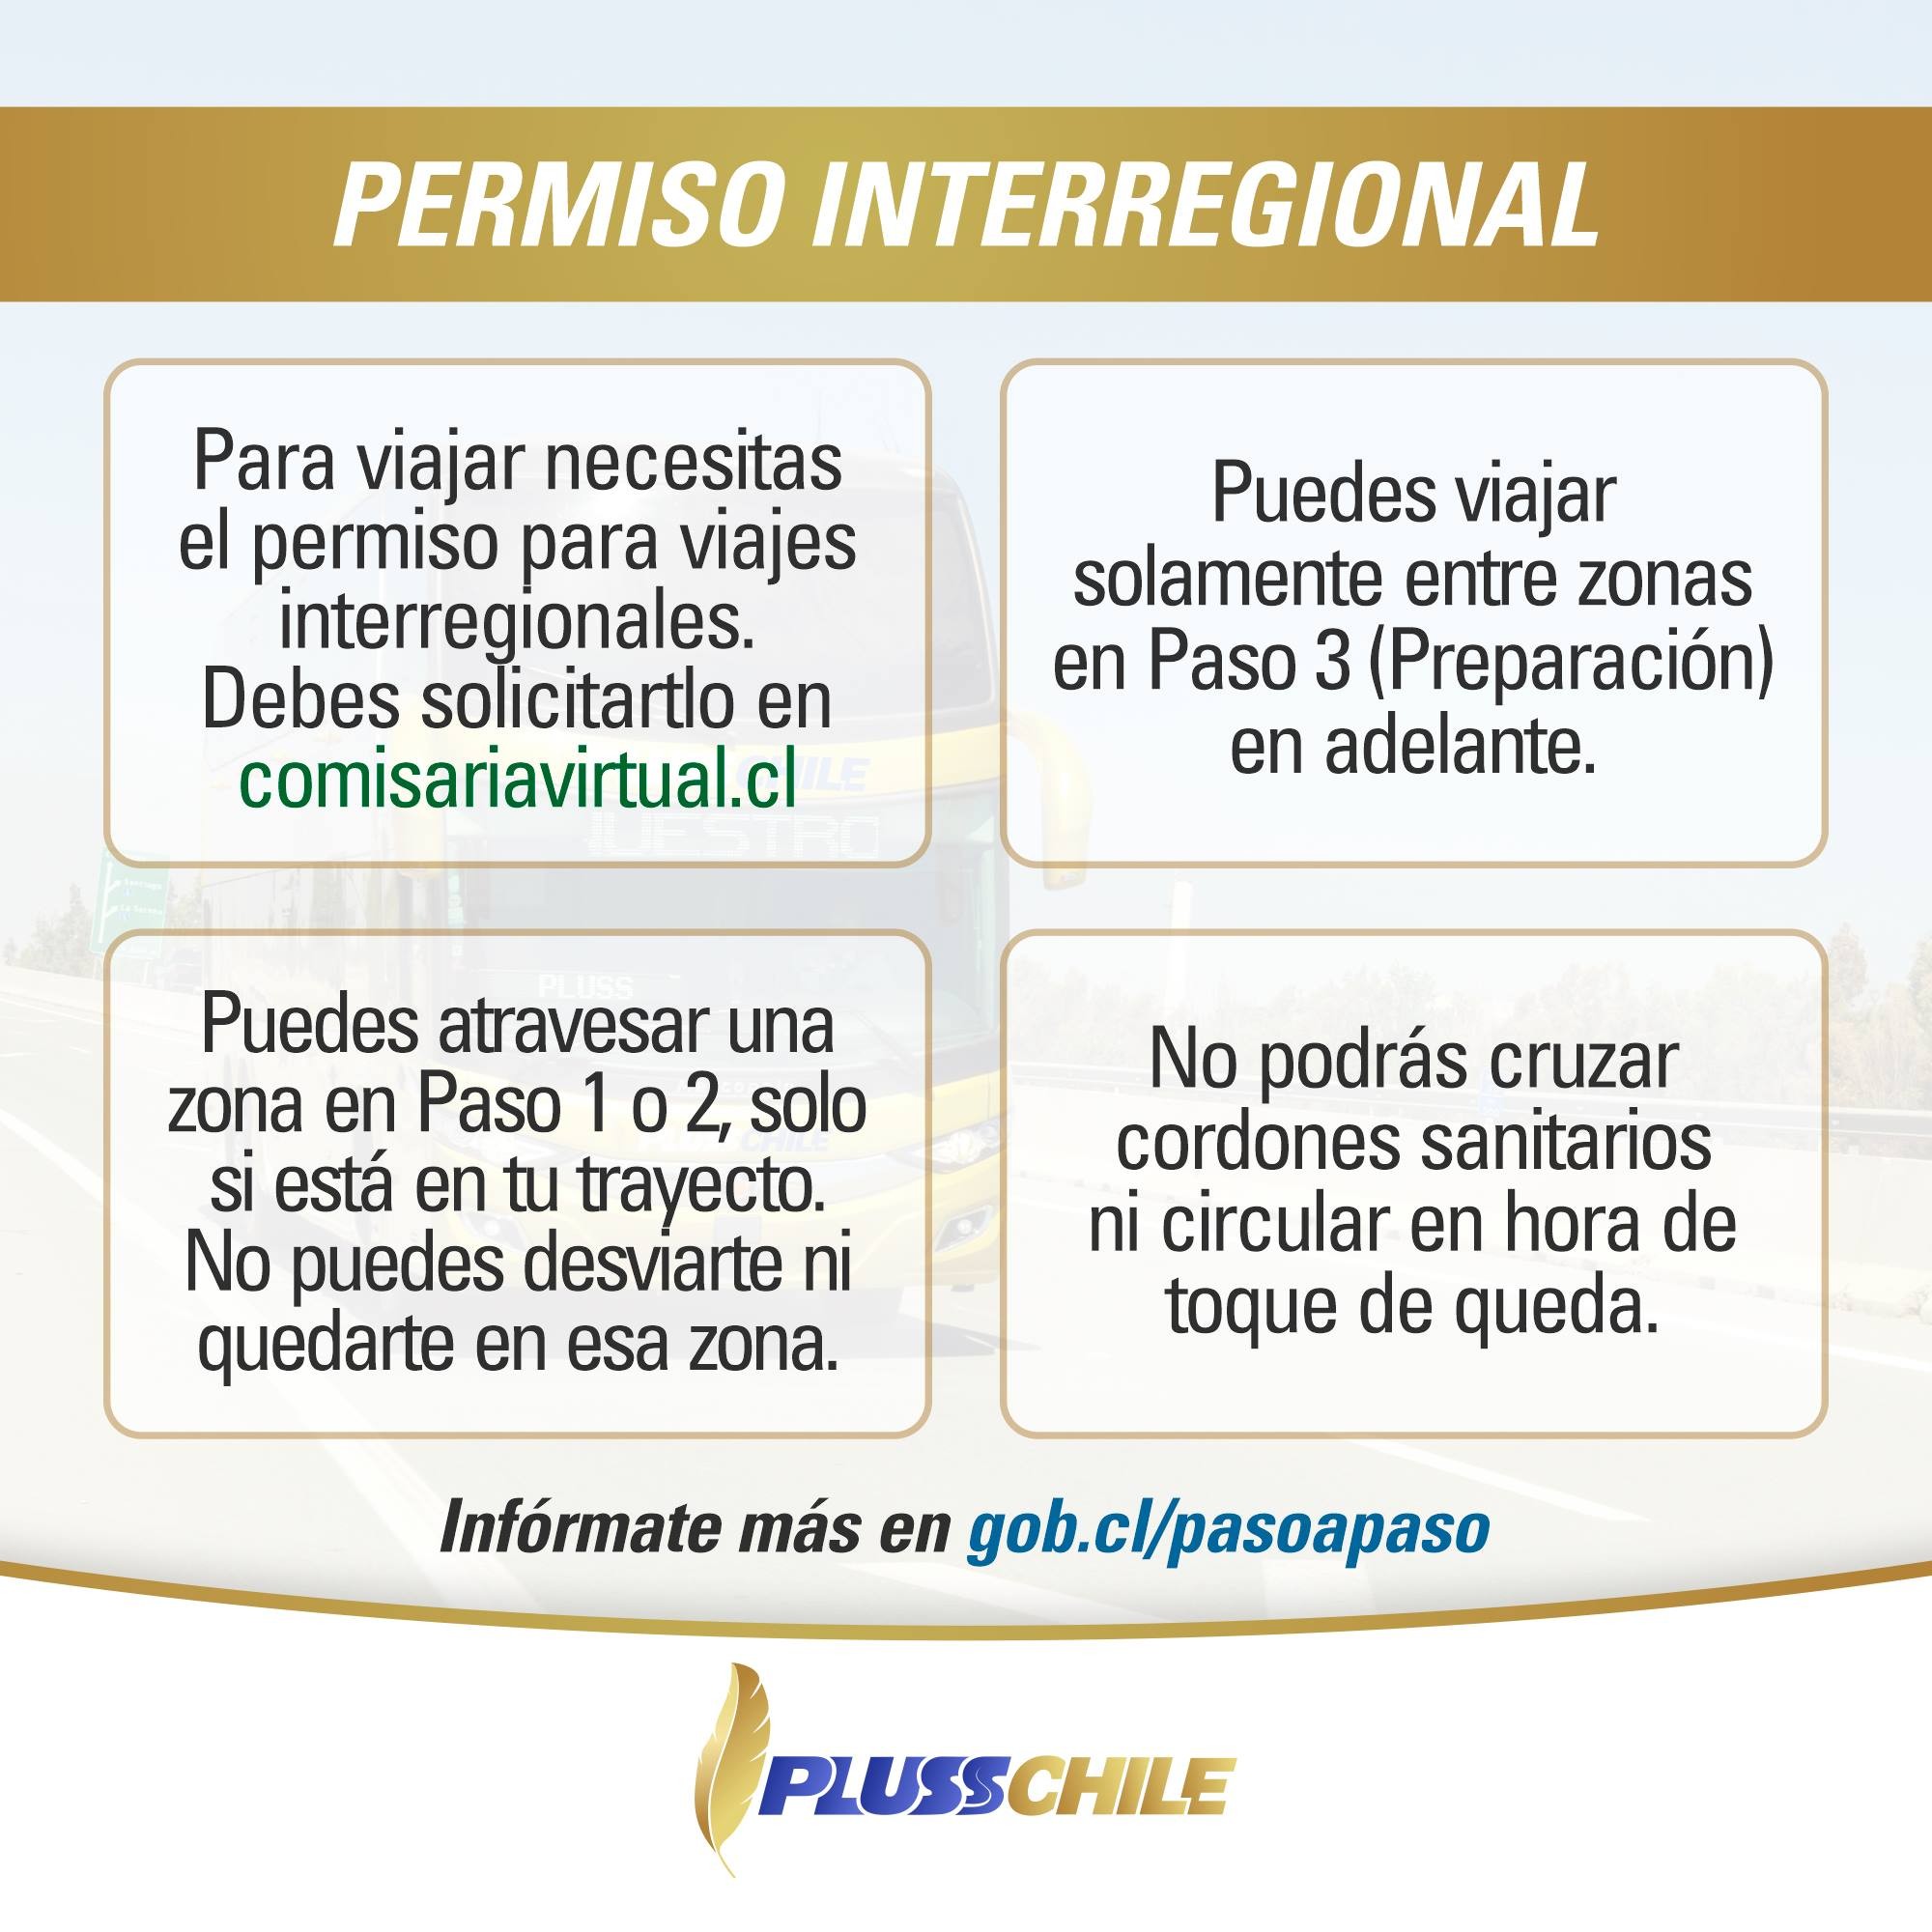 PERMISO INTERREGIONAL
Para viajar necesitas
el permiso para viajes
interregionales.
Debes solicitartlo en
comisariavirtual.cl
Puedes viajar
solamente entre zonas
en Paso 3 (Preparación)
en adelante.
Puedes atravesar una
zona en Paso 1 o 2, solo
si está en tu trayecto.
No puedes desviarte ni
quedarte en esa zona.
No podrás cruzar
cordones sanitarios
ni circular en hora de
toque de queda.
CHILE
PLUSS
CHILE
Infórmate más en gob.cl/pasoapaso
PLUSSCHILE